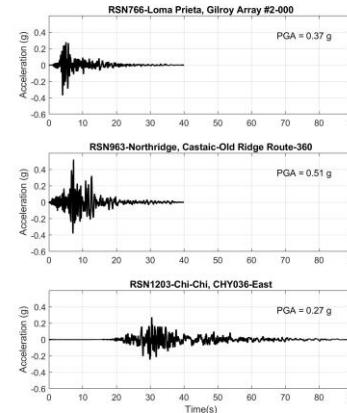 RSN766-Loma Prieta, Gilroy Array #2-000
PGA = 0.37 g
Acceleration (g)
0.4
0.2
0
-0.2
-0.4
-0.6
0 10 20 30 40 50 60 70 80
RSN963-Northridge, Castaic-Old Ridge Route-360
PGA = 0.51 g
Acceleration (g)
0.4
0.2
0
-0.2
-0.4
-0.6
0 10 20 30 40 50 60 70 80
RSN1203-Chi-Chi, CHY036-East
PGA = 0.27 g
Acceleration (g)
0.4
0.2
0
-0.2
-0.4
-0.6
0 10 20 30 40 50 60 70 80
Time(s)